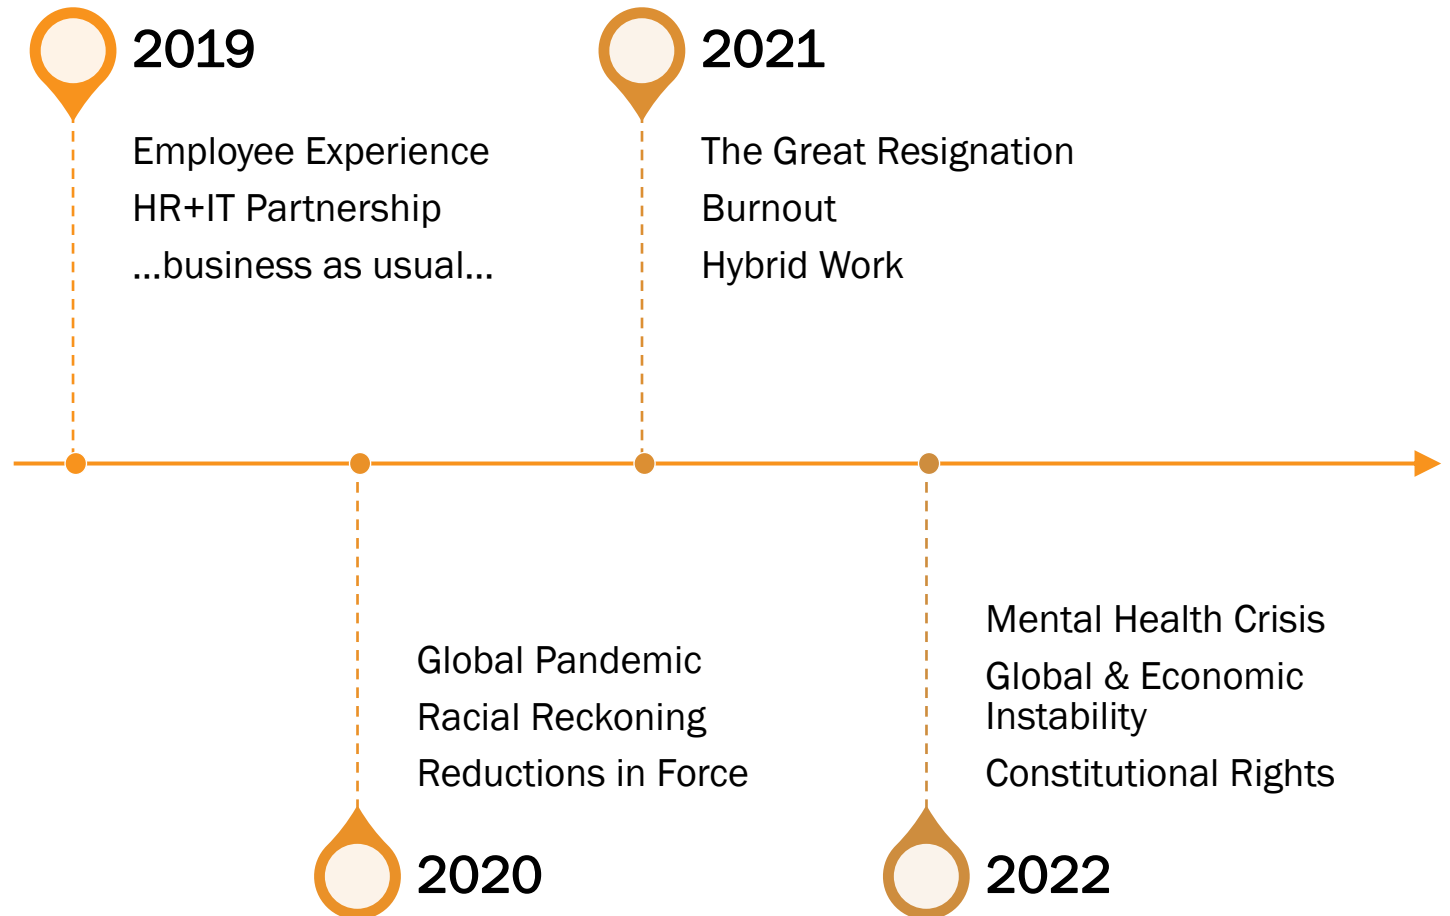 2019
Employee Experience
HR+IT Partnership
...business as usual...
2021
The Great Resignation
Burnout
Hybrid Work
Global Pandemic
Racial Reckoning
Reductions in Force
2020
Mental Health Crisis
Global & Economic
Instability
Constitutional Rights
2022